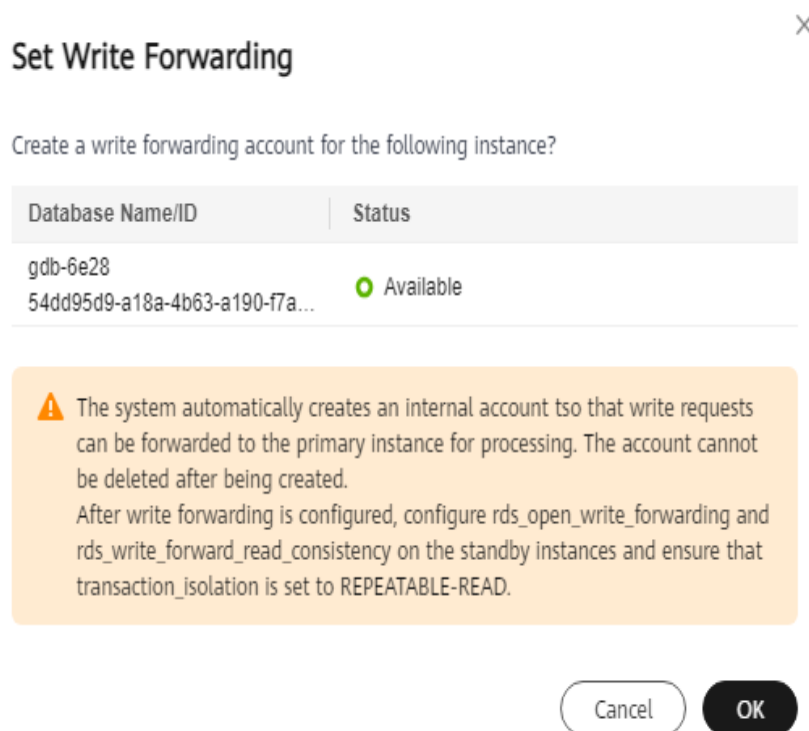 Set Write Forwarding
Create a write forwarding account for the following instance?
Database Name/ID Status
gdb-6e28
54dd95d9-a18a-4b63-a190-f7a...
Available
The system automatically creates an internal account tso that write requests
can be forwarded to the primary instance for processing. The account cannot
be deleted after being created.
After write forwarding is configured, configure rds_open_write_forwarding and
rds_write_forward_read_consistency on the standby instances and ensure that
transaction_isolation is set to REPEATABLE-READ.
Cancel OK